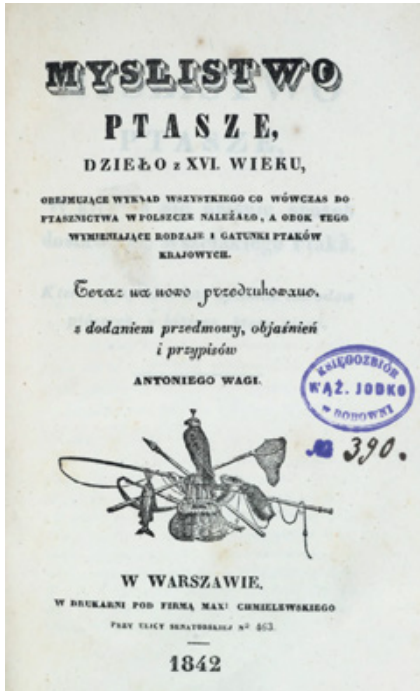 MYSLISTWO
PTASZE,
DZIEŁO z XVI. WIEKU,
OBEJMUJĄCE WYKŁAD WSZYSTKIEGO CO WÓWCZAS DO
PTASZNICTWA W POLSZCZE NALEŻAŁO, A OBOK TEGO
WYMIENIAJĄCE RODZAJE I GATUNKI PTAKÓW
KRAJOWYCH.
Teraz na nowo przedrukowane.
z dodaniem przedmowy, objaśnień
i przypisów
ANTONIEGO WAGI.
KSIĘGOZBIÓR
WĄŻ. JODKO
w BOBOWNI
№ 390.
W WARSZAWIE,
W DRUKARNI POD FIRMĄ MAX: CHMIELEWSKIEGO
PRZY ULICY SENATORSKIEJ Nº 463.
1842